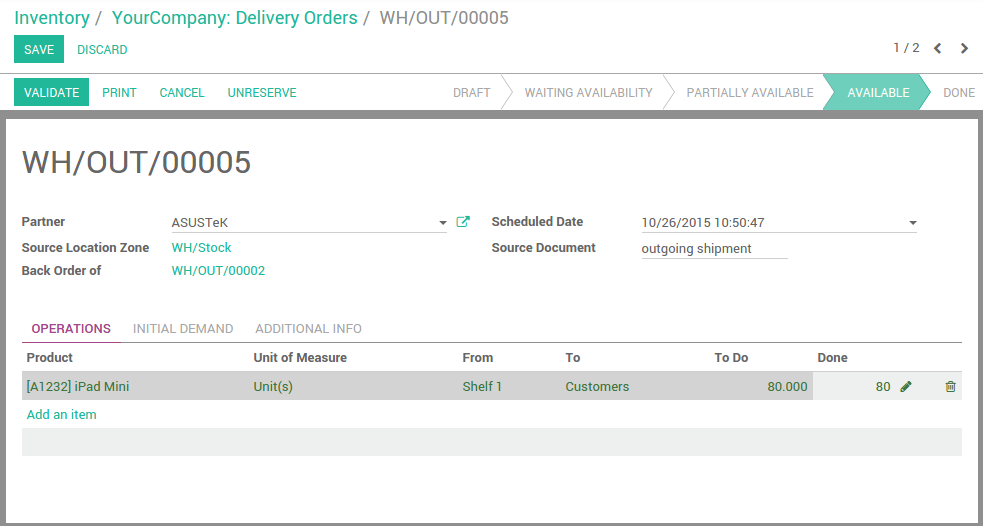 Inventory / YourCompany: Delivery Orders / WH/OUT/00005
SAVE DISCARD 1 / 2
VALIDATE PRINT CANCEL UNRESERVE DRAFT WAITING AVAILABILITY PARTIALLY AVAILABLE AVAILABLE DONE
WH/OUT/00005
Partner ASUSTeK Scheduled Date 10/26/2015 10:50:47
Source Location Zone WH/Stock Source Document outgoing shipment
Back Order of WH/OUT/00002
OPERATIONS INITIAL DEMAND ADDITIONAL INFO
Product Unit of Measure From To To Do Done
[A1232] iPad Mini Unit(s) Shelf 1 Customers 80.000 80
Add an item